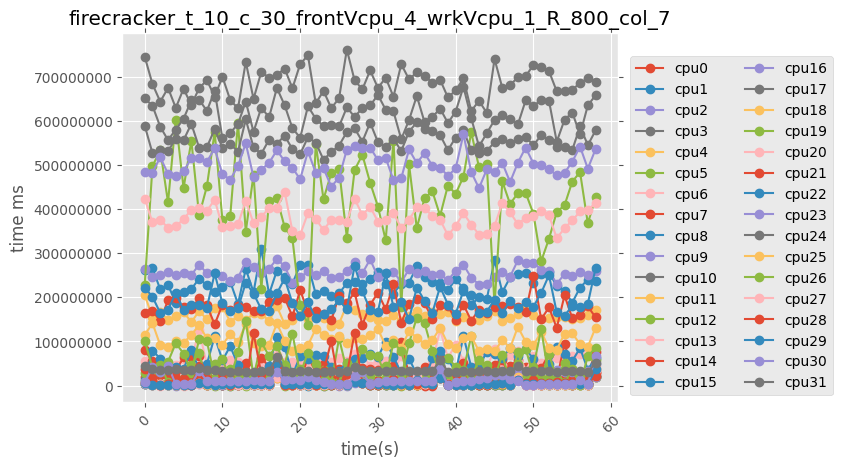 firecracker_t_10_c_30_frontVcpu_4_wrkVcpu_1_R_800_col_7
time ms
700000000
600000000
500000000
400000000
300000000
200000000
100000000
0
0 10 20 30 40 50 60
time(s)
cpu0
cpu1
cpu2
cpu3
cpu4
cpu5
cpu6
cpu7
cpu8
cpu9
cpu10
cpu11
cpu12
cpu13
cpu14
cpu15
cpu16
cpu17
cpu18
cpu19
cpu20
cpu21
cpu22
cpu23
cpu24
cpu25
cpu26
cpu27
cpu28
cpu29
cpu30
cpu31